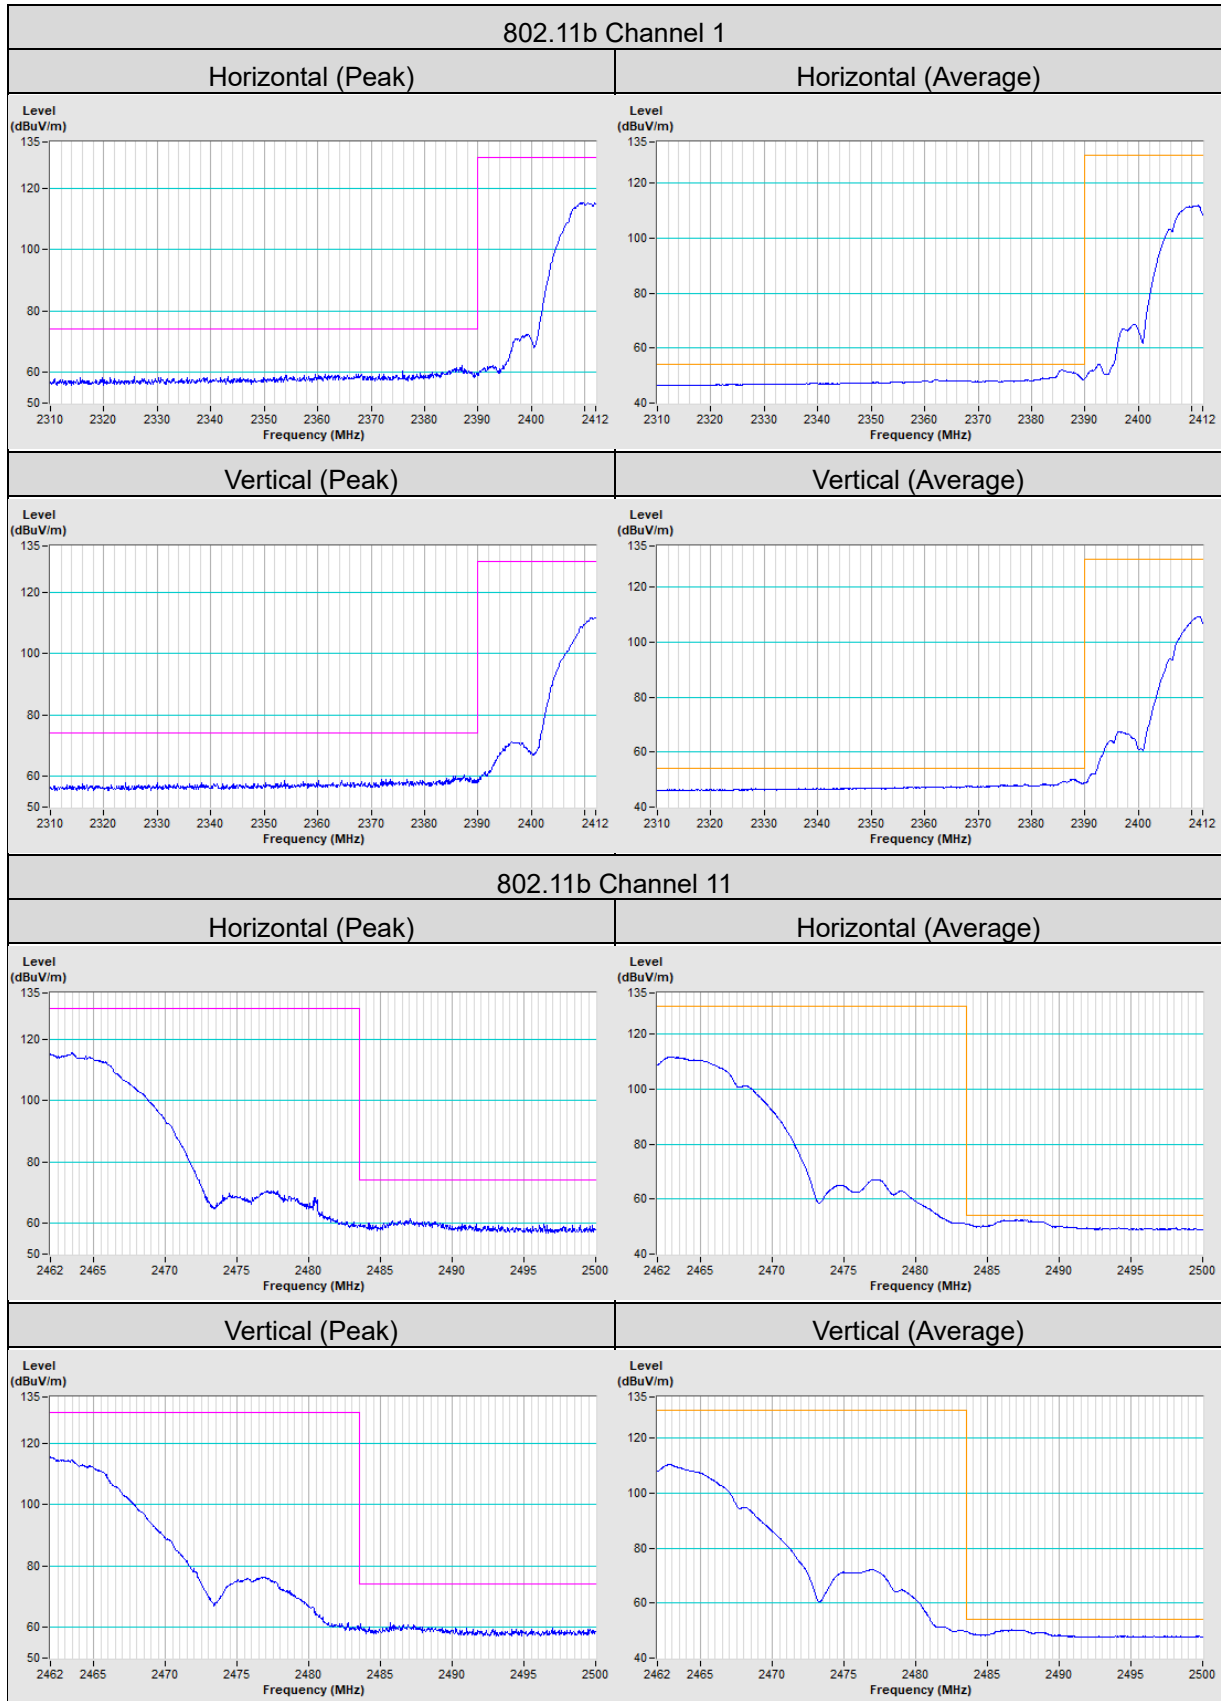 802.11b Channel 1
Horizontal (Peak)
Horizontal (Average)
Level
(dBuV/m)
135
120
100
80
60
50
2310 2320 2330 2340 2350 2360 2370 2380 2390 2400 2412
Frequency (MHz)
Level
(dBuV/m)
135
120
100
80
60
40
2310 2320 2330 2340 2350 2360 2370 2380 2390 2400 2412
Frequency (MHz)
Vertical (Peak)
Vertical (Average)
Level
(dBuV/m)
135
120
100
80
60
50
2310 2320 2330 2340 2350 2360 2370 2380 2390 2400 2412
Frequency (MHz)
Level
(dBuV/m)
135
120
100
80
60
40
2310 2320 2330 2340 2350 2360 2370 2380 2390 2400 2412
Frequency (MHz)
802.11b Channel 11
Horizontal (Peak)
Horizontal (Average)
Level
(dBuV/m)
135
120
100
80
60
50
2462 2465 2470 2475 2480 2485 2490 2495 2500
Frequency (MHz)
Level
(dBuV/m)
135
120
100
80
60
40
2462 2465 2470 2475 2480 2485 2490 2495 2500
Frequency (MHz)
Vertical (Peak)
Vertical (Average)
Level
(dBuV/m)
135
120
100
80
60
50
2462 2465 2470 2475 2480 2485 2490 2495 2500
Frequency (MHz)
Level
(dBuV/m)
135
120
100
80
60
40
2462 2465 2470 2475 2480 2485 2490 2495 2500
Frequency (MHz)